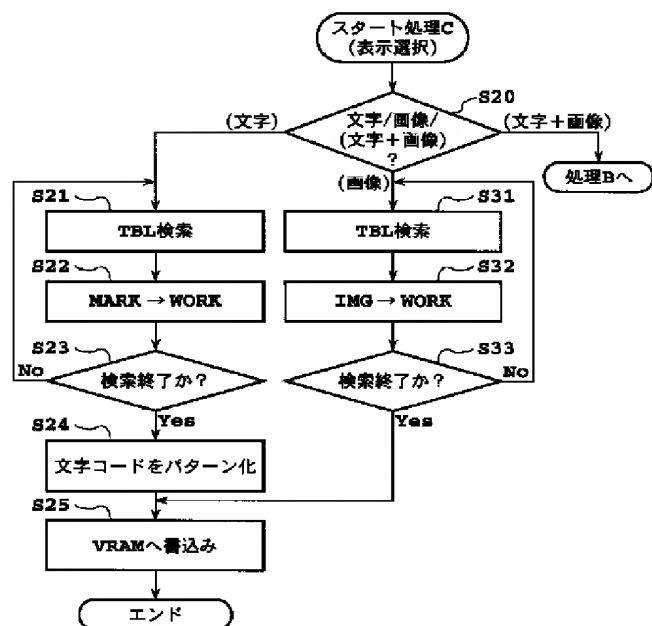 スタート処理C
(表示選択)
S20
文字/画像/
(文字+画像)
?
(文字)
(文字+画像)
処理Bへ
(画像)
S21
TBL検索
S31
TBL検索
S22
MARK→WORK
S32
IMG→WORK
S23
検索終了か?
No
Yes
S33
検索終了か?
No
Yes
S24
文字コードをパターン化
S25
VRAMへ書込み
エンド